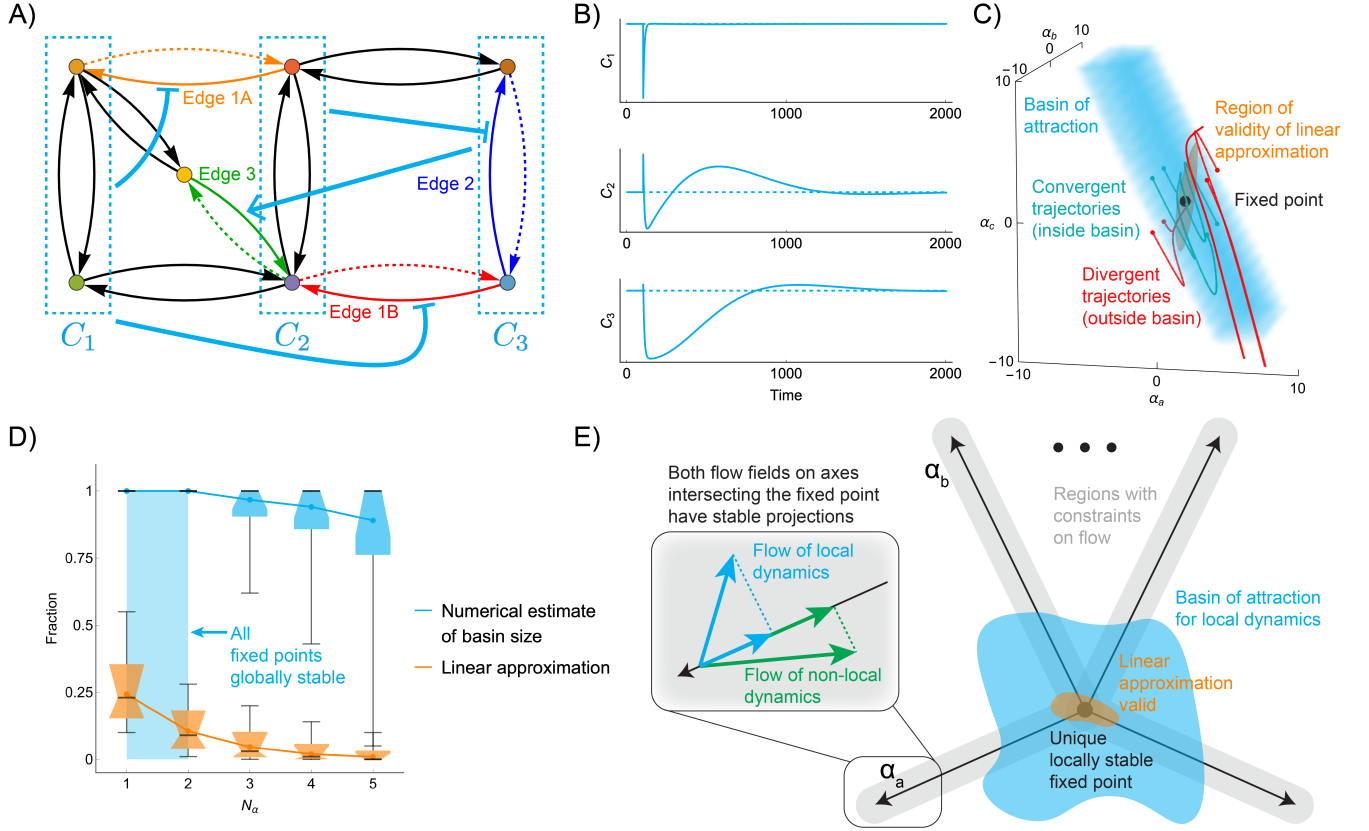 A)
Edge 1A
Edge 3
Edge 2
Edge 1B
C1
C2
C3
B)
C1
0
1000
2000
C2
0
1000
2000
C3
0
1000
2000
Time
C)
αb
10
0
−10
10
Basin of
attraction
Region of
validity of linear
approximation
Convergent
trajectories
(inside basin)
Fixed point
αc
0
Divergent
trajectories
(outside basin)
−10
−10
0
10
αa
D)
1
0.75
0.5
0.25
0
Fraction
All
fixed points
globally stable
1
2
3
4
5
Nα
Numerical estimate
of basin size
Linear approximation
E)
Both flow fields on axes
intersecting the fixed point
have stable projections
Flow of local
dynamics
Flow of non-local
dynamics
αb
Regions with
constraints
on flow
Basin of attraction
for local dynamics
Linear
approximation
valid
Unique
locally stable
fixed point
αa